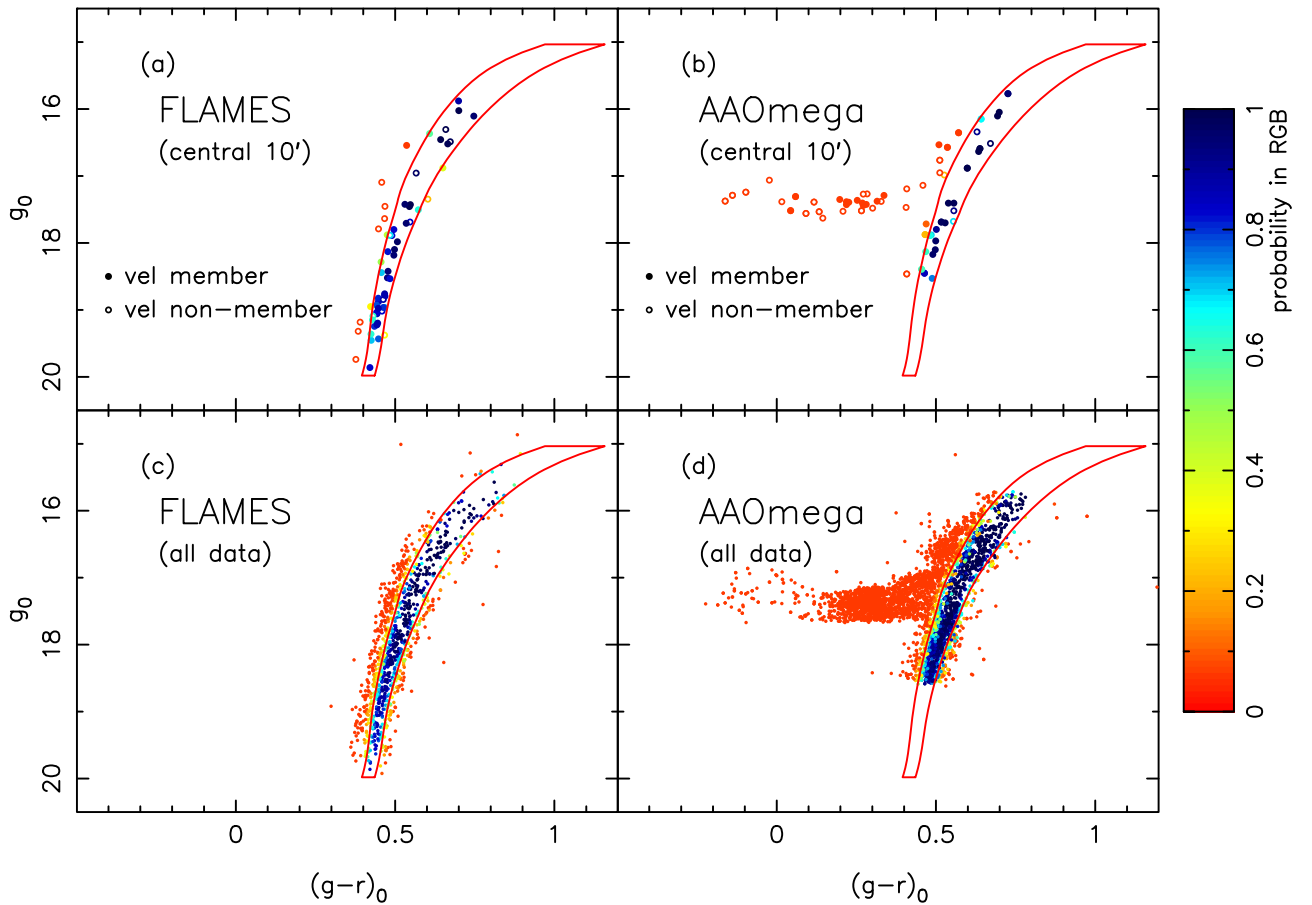 (a)
FLAMES
(central 10′)
vel member
vel non−member
16
18
20
g0
(b)
AAOmega
(central 10′)
vel member
vel non−member
(c)
FLAMES
(all data)
16
18
20
g0
0
0.5
1
(g−r)0
(d)
AAOmega
(all data)
0
0.5
1
(g−r)0
0
0.2
0.4
0.6
0.8
1
probability in RGB